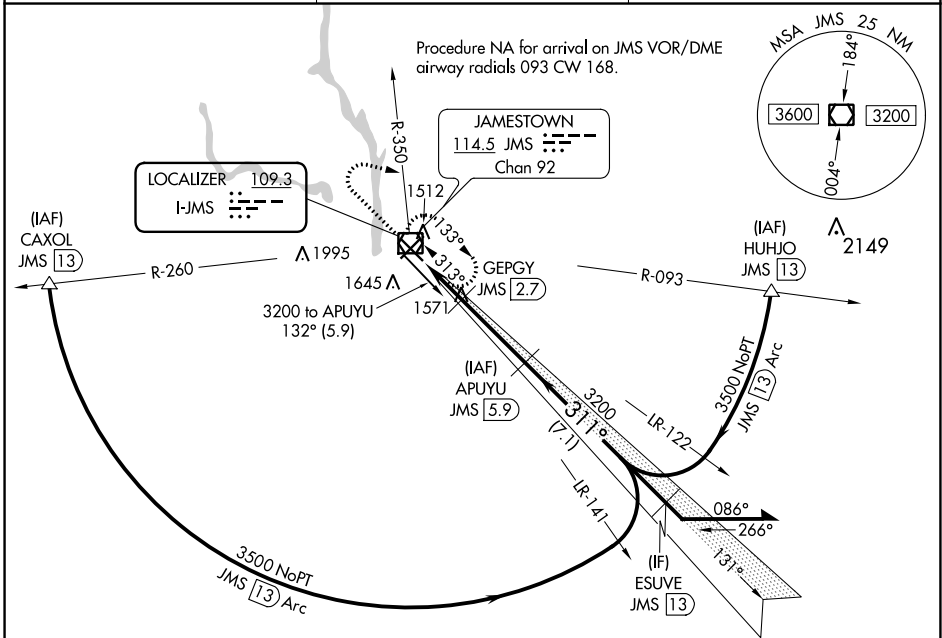 Procedure NA for arrival on JMS VOR/DME
airway radials 093 CW 168.
MSA JMS 25 NM
184°
3600
3200
004°
R-350
JAMESTOWN
114.5 JMS
Chan 92
LOCALIZER 109.3
I-JMS
1512
133°
313°
(IAF)
CAXOL
JMS 13
R-260
1995
1645
1571
GEPGY
JMS 2.7
R-093
(IAF)
HUHJO
JMS 13
2149
3200 to APUYU
132° (5.9)
(IAF)
APUYU
JMS 5.9
3200
311°
(7.1)
LR-122
3500 NoPT
JMS 13 Arc
LR-141
086°
266°
131°
(IF)
ESUVE
JMS 13
3500 NoPT
JMS 13 Arc